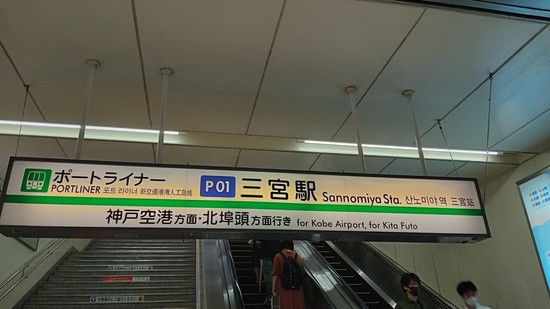 ポートライナー
PORTLINER 포트 라이너 新交通港湾人工島线
P01 三宮駅 Sannomiya Sta. 산노미야 역 三宫站
神戸空港方面・北埠頭方面行き for Kobe Airport, for Kita Futo